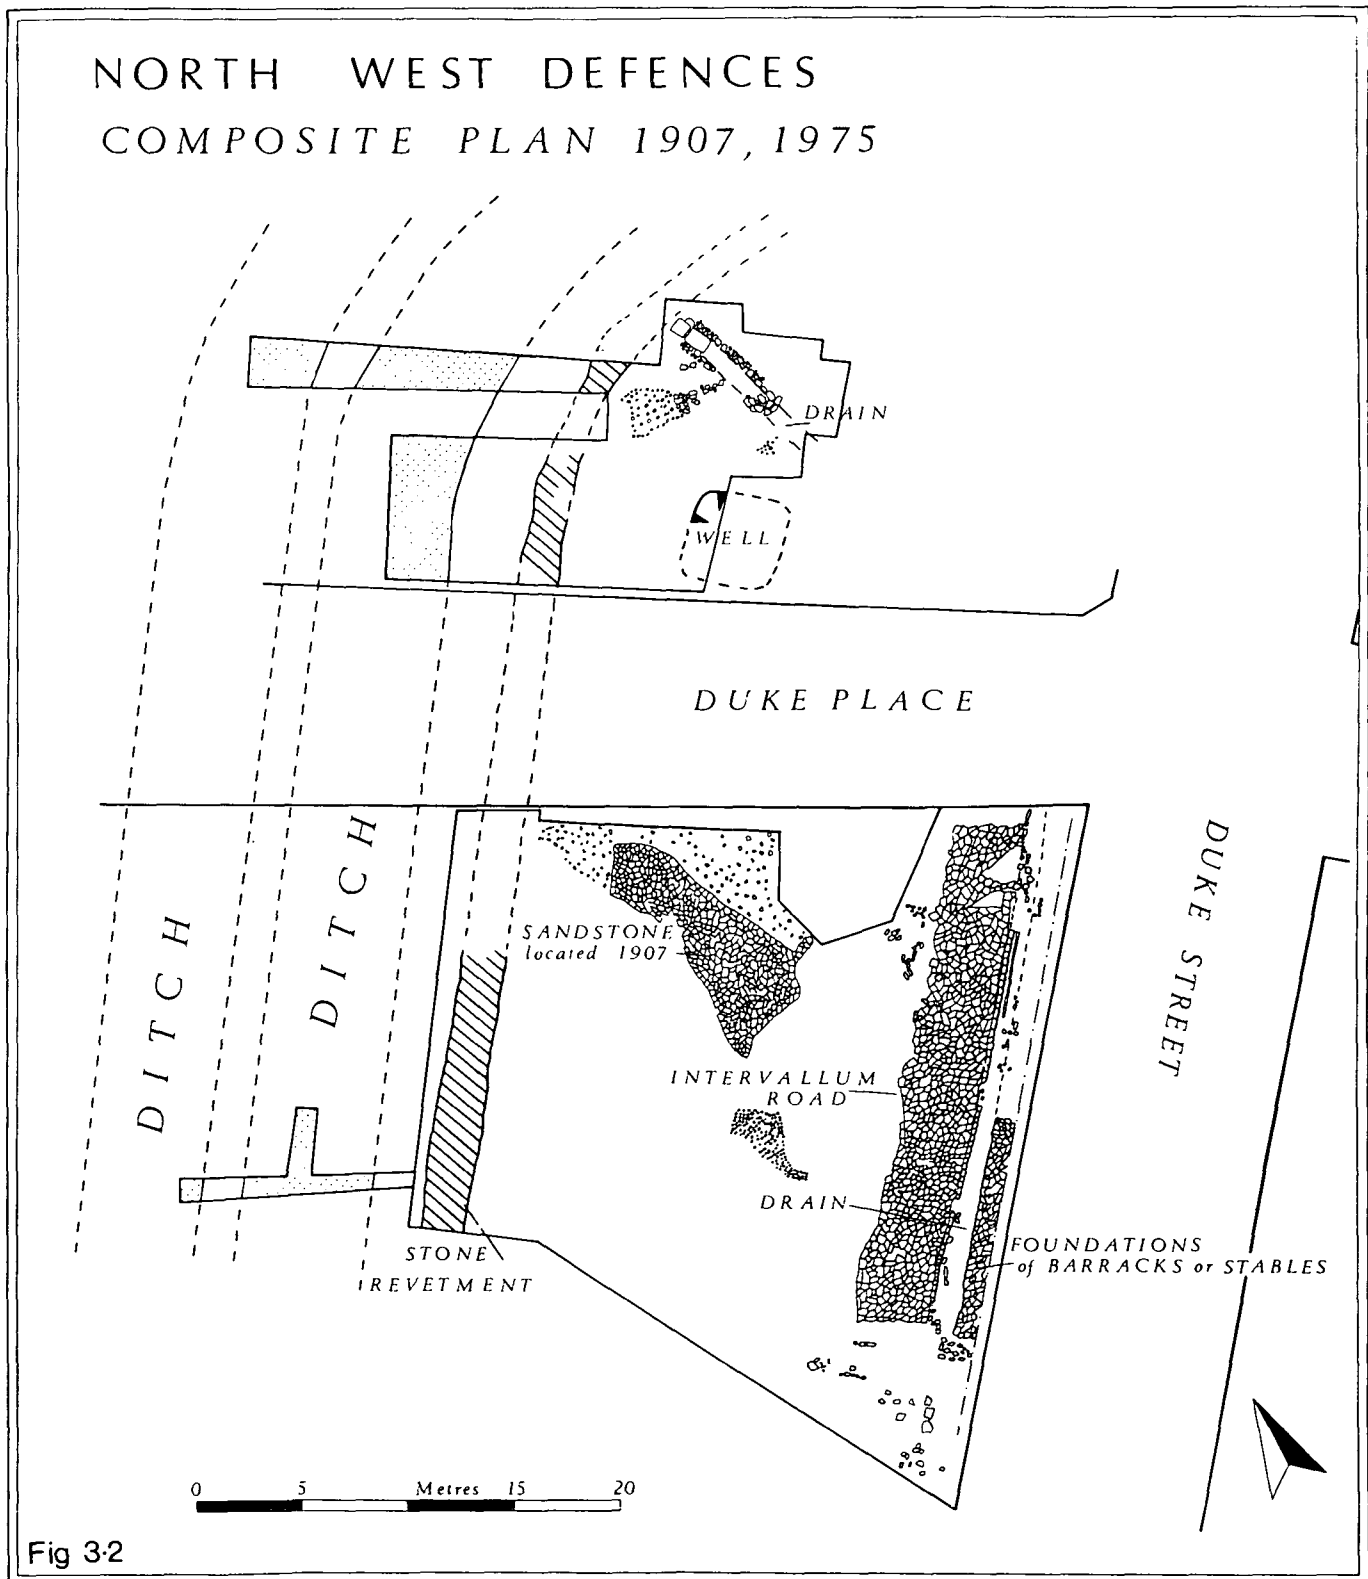 NORTH WEST DEFENCES
COMPOSITE PLAN 1907, 1975
DRAIN
WELL
DUKE PLACE
DUKE STREET
DITCH
DITCH
SANDSTONE
located 1907
INTERVALLUM
ROAD
DRAIN
FOUNDATIONS
of BARRACKS or STABLES
STONE
REVETMENT
0 5 Metres 15 20
Fig 3·2